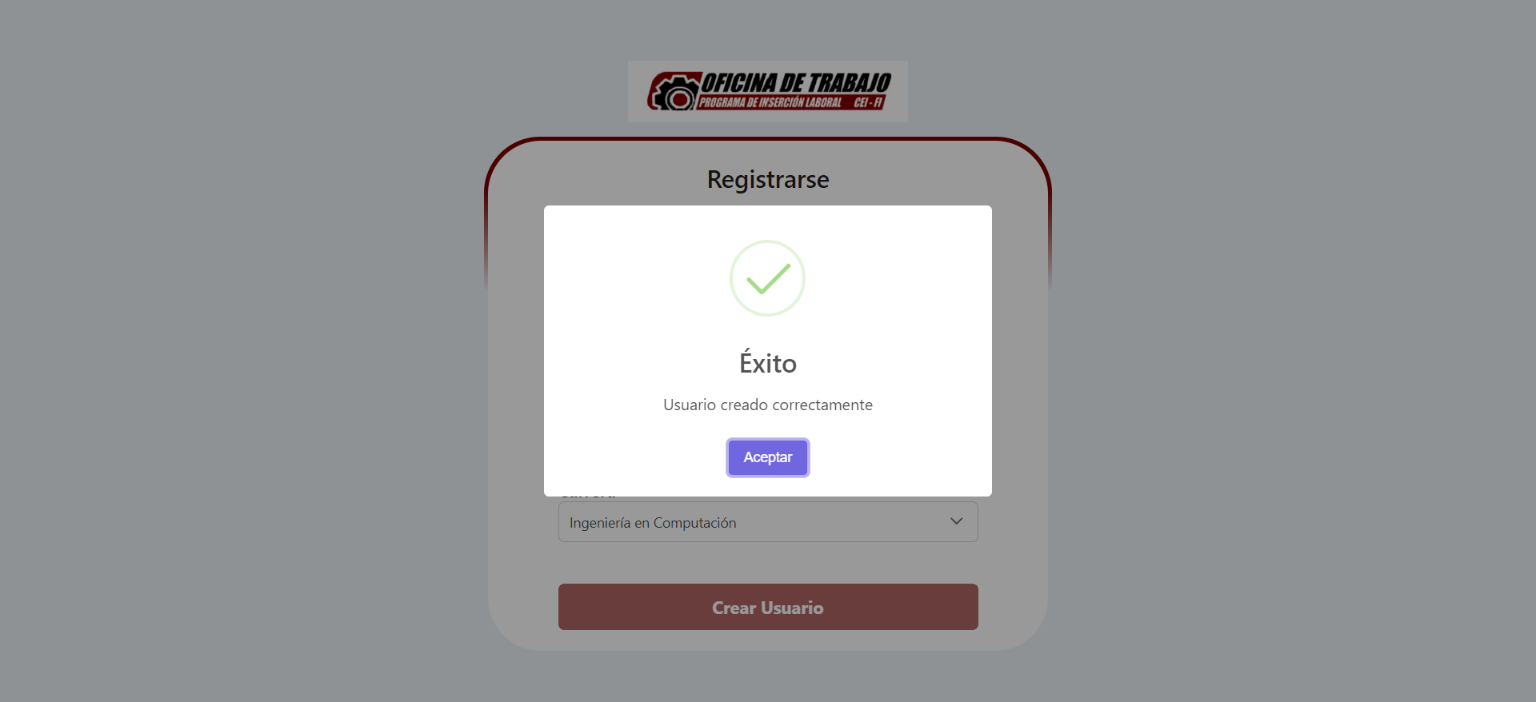 OFICINA DE TRABAJO
PROGRAMA DE INSERCIÓN LABORAL CEI - FI
Registrarse
Éxito
Usuario creado correctamente
Aceptar
Ingeniería en Computación
Crear Usuario